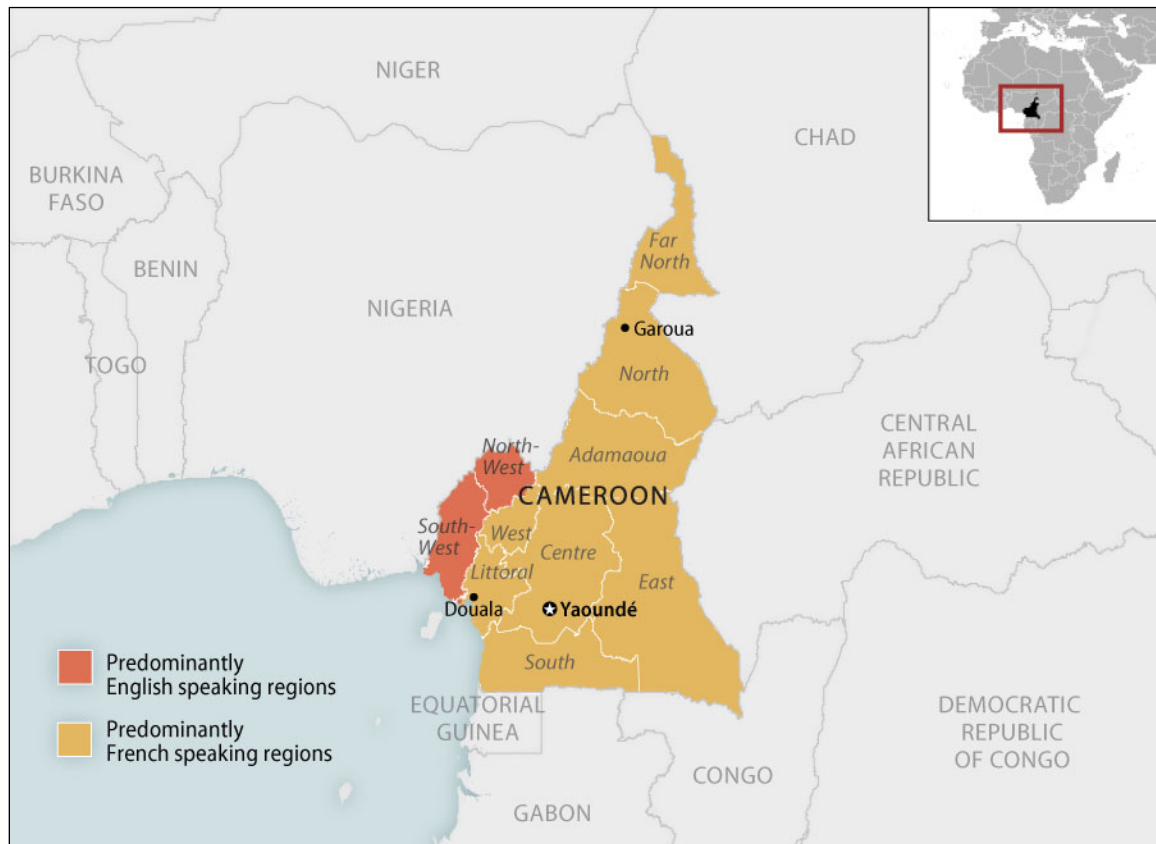 NIGER
CHAD
BURKINA
FASO
BENIN
Far
North
NIGERIA
Garoua
TOGO
North
CENTRAL
AFRICAN
REPUBLIC
North-
West
Adamaoua
CAMEROON
South-
West
West
Centre
Littoral
East
Douala
Yaoundé
South
Predominantly
English speaking regions
Predominantly
French speaking regions
EQUATORIAL
GUINEA
DEMOCRATIC
REPUBLIC
OF CONGO
CONGO
GABON